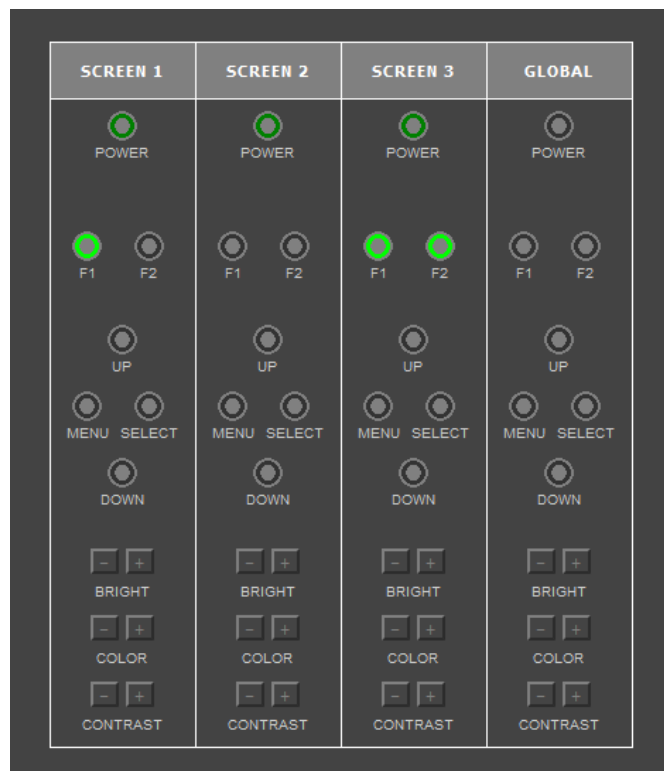 SCREEN 1 SCREEN 2 SCREEN 3 GLOBAL
POWER POWER POWER POWER
F1 F2 F1 F2 F1 F2 F1 F2
UP UP UP UP
MENU SELECT MENU SELECT MENU SELECT MENU SELECT
DOWN DOWN DOWN DOWN
- + - + - + - +
BRIGHT BRIGHT BRIGHT BRIGHT
- + - + - + - +
COLOR COLOR COLOR COLOR
- + - + - + - +
CONTRAST CONTRAST CONTRAST CONTRAST